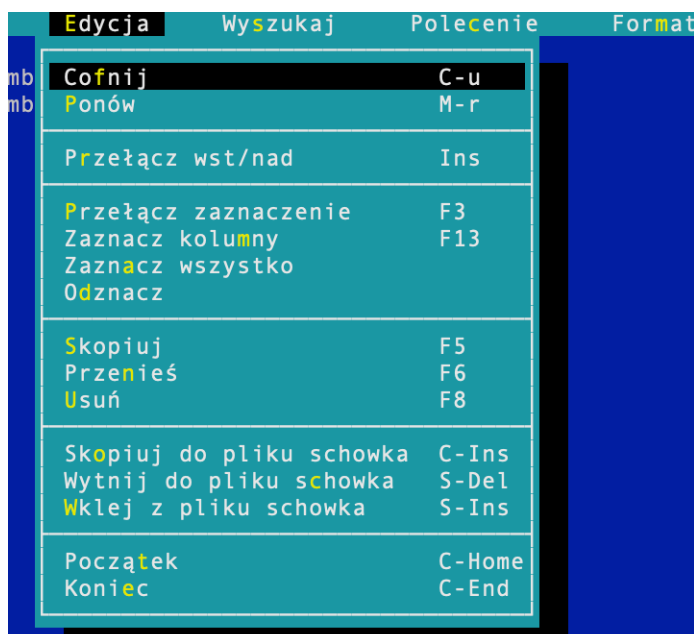 Edycja Wyszukaj Polecenie Format
mb Cofnij C-u
mb Ponów M-r
Przełącz wst/nad Ins
Przełącz zaznaczenie F3
Zaznacz kolumny F13
Zaznacz wszystko
Odznacz
Skopiuj F5
Przenieś F6
Usuń F8
Skopiuj do pliku schowka C-Ins
Wytnij do pliku schowka S-Del
Wklej z pliku schowka S-Ins
Początek C-Home
Koniec C-End